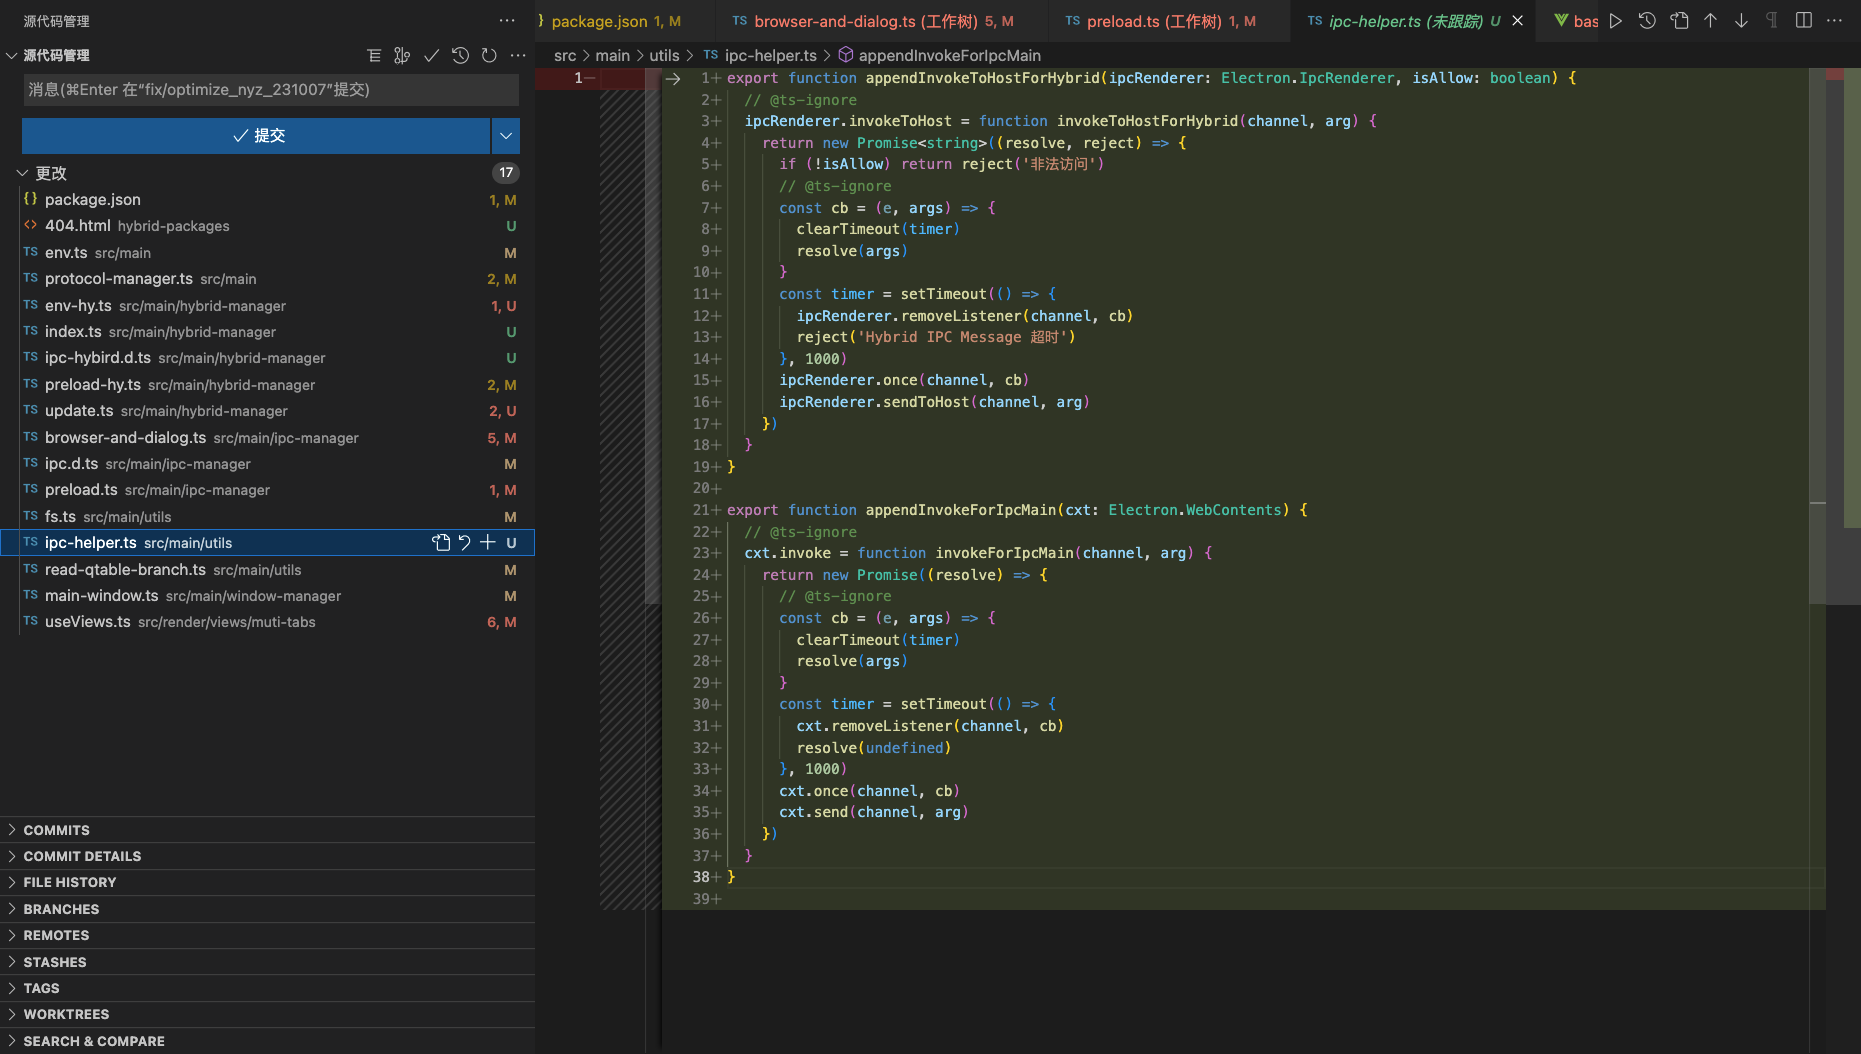 源代码管理
源代码管理
消息(⌘Enter 在“fix/optimize_nyz_231007”提交)
提交
更改 17
{} package.json 1, M
<> 404.html hybrid-packages U
TS env.ts src/main M
TS protocol-manager.ts src/main 2, M
TS env-hy.ts src/main/hybrid-manager 1, U
TS index.ts src/main/hybrid-manager U
TS ipc-hybird.d.ts src/main/hybrid-manager U
TS preload-hy.ts src/main/hybrid-manager 2, M
TS update.ts src/main/hybrid-manager 2, U
TS browser-and-dialog.ts src/main/ipc-manager 5, M
TS ipc.d.ts src/main/ipc-manager M
TS preload.ts src/main/ipc-manager 1, M
TS fs.ts src/main/utils M
TS ipc-helper.ts src/main/utils U
TS read-qtable-branch.ts src/main/utils M
TS main-window.ts src/main/window-manager M
TS useViews.ts src/render/views/muti-tabs 6, M
COMMITS
COMMIT DETAILS
FILE HISTORY
BRANCHES
REMOTES
STASHES
TAGS
WORKTREES
SEARCH & COMPARE
} package.json 1, M
TS browser-and-dialog.ts (工作树) 5, M
TS preload.ts (工作树) 1, M
TS ipc-helper.ts (未跟踪) U
bas
src > main > utils > TS ipc-helper.ts > appendInvokeForIpcMain
1−
1+ export function appendInvokeToHostForHybrid(ipcRenderer: Electron.IpcRenderer, isAllow: boolean) {
2+ // @ts-ignore
3+ ipcRenderer.invokeToHost = function invokeToHostForHybrid(channel, arg) {
4+ return new Promise<string>((resolve, reject) => {
5+ if (!isAllow) return reject('非法访问')
6+ // @ts-ignore
7+ const cb = (e, args) => {
8+ clearTimeout(timer)
9+ resolve(args)
10+ }
11+ const timer = setTimeout(() => {
12+ ipcRenderer.removeListener(channel, cb)
13+ reject('Hybrid IPC Message 超时')
14+ }, 1000)
15+ ipcRenderer.once(channel, cb)
16+ ipcRenderer.sendToHost(channel, arg)
17+ })
18+ }
19+ }
20+
21+ export function appendInvokeForIpcMain(cxt: Electron.WebContents) {
22+ // @ts-ignore
23+ cxt.invoke = function invokeForIpcMain(channel, arg) {
24+ return new Promise((resolve) => {
25+ // @ts-ignore
26+ const cb = (e, args) => {
27+ clearTimeout(timer)
28+ resolve(args)
29+ }
30+ const timer = setTimeout(() => {
31+ cxt.removeListener(channel, cb)
32+ resolve(undefined)
33+ }, 1000)
34+ cxt.once(channel, cb)
35+ cxt.send(channel, arg)
36+ })
37+ }
38+ }
39+